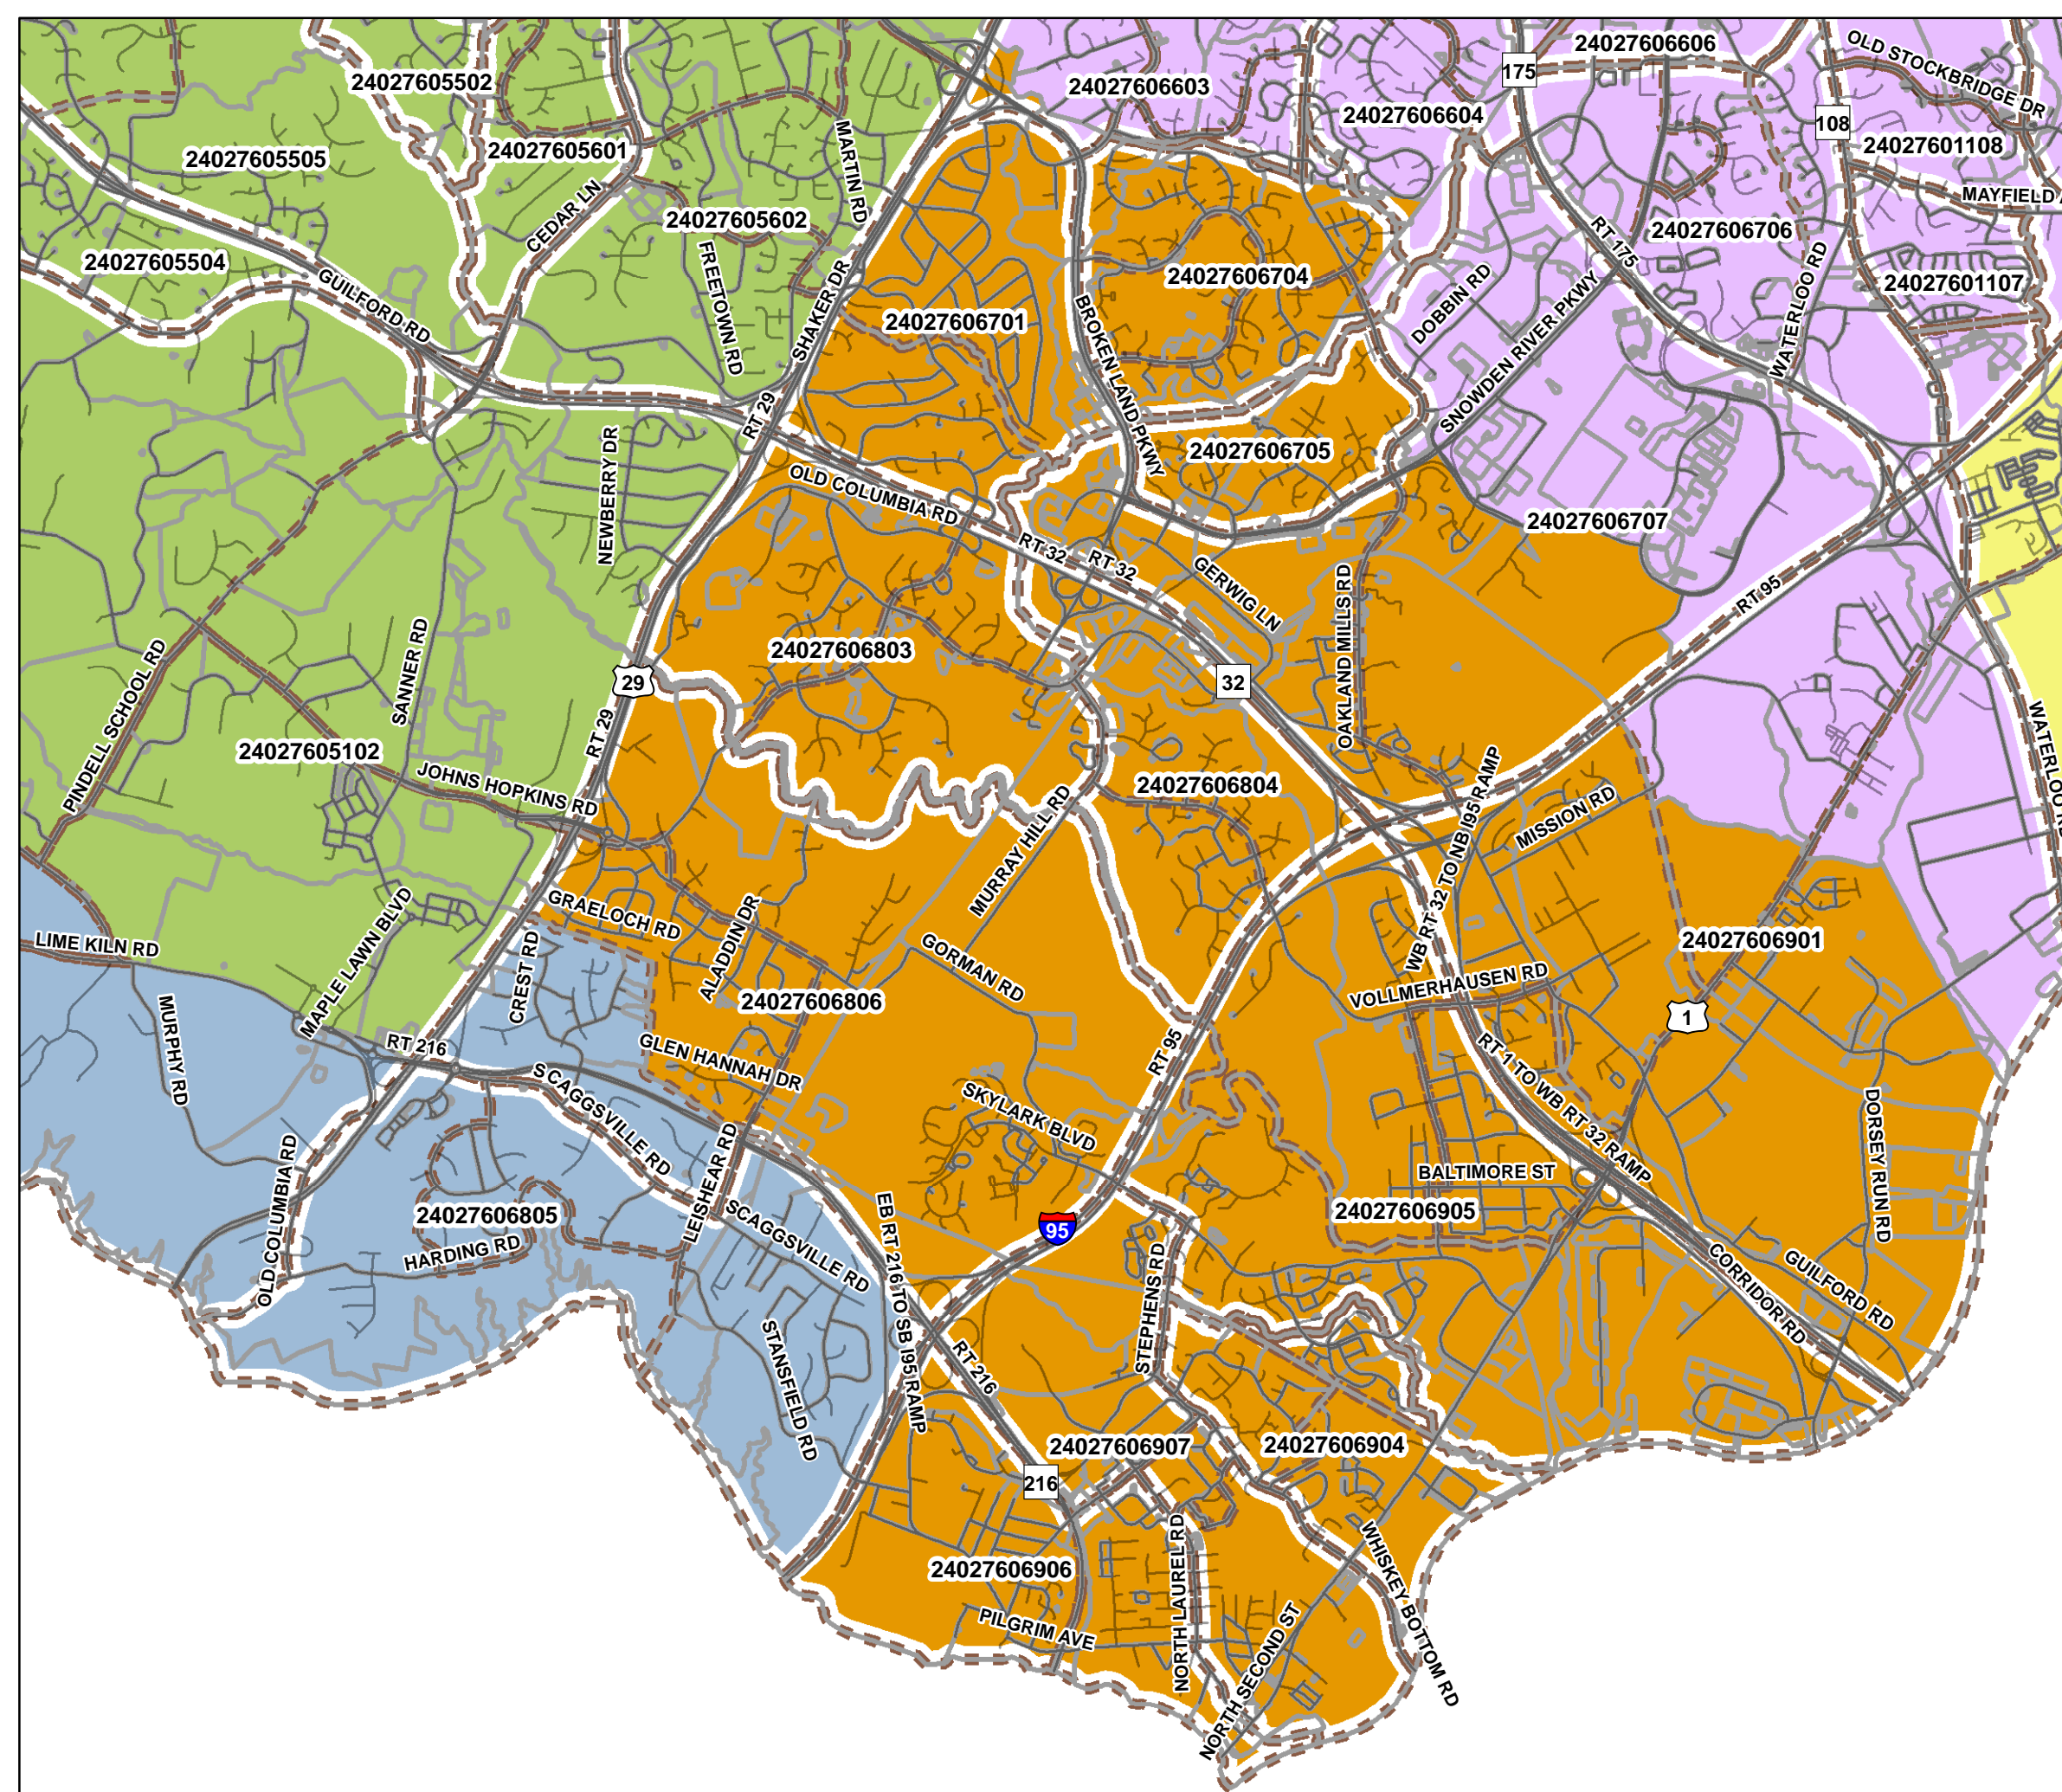 24027606606
OLD STOCKBRIDGE DR
175
24027605502
24027606603
24027606604
108
24027601108
24027605505
24027605601
MARTIN RD
MAYFIELD
CEDAR LN
24027605602
RT 175
24027606706
24027605504
GUILFORD RD
FREETOWN RD
SHAKER DR
24027606704
DOBBIN RD
WATERLOO RD
24027601107
24027606701
BROKEN LAND PKWY
SNOWDEN RIVER PKWY
RT 29
NEWBERRY DR
OLD COLUMBIA RD
24027606705
24027606707
RT 32
RT 32
GERWIG LN
RT 95
OAKLAND MILLS RD
PINDELL SCHOOL RD
SANNER RD
24027606803
29
32
RT 29
24027605102
JOHNS HOPKINS RD
24027606804
MURRAY HILL RD
WB RT 32 TO NB I95 RAMP
MISSION RD
WATERLOO R
GRAELOCH RD
LIME KILN RD
MAPLE LAWN BLVD
CREST RD
ALADDIN DR
GORMAN RD
24027606901
VOLLMERHAUSEN RD
24027606806
1
MURPHY RD
RT 216
GLEN HANNAH DR
RT 95
RT 1 TO WB RT 32 RAMP
SCAGGSVILLE RD
SKYLARK BLVD
DORSEY RUN RD
OLD COLUMBIA RD
LEISHEAR RD
BALTIMORE ST
24027606805
SCAGGSVILLE RD
24027606905
95
HARDING RD
EB RT 216 TO SB I95 RAMP
STEPHENS RD
CORRIDOR RD
GUILFORD RD
STANSFIELD RD
RT 216
24027606907
24027606904
216
24027606906
NORTH LAUREL RD
WHISKEY BOTTOM RD
PILGRIM AVE
NORTH SECOND ST